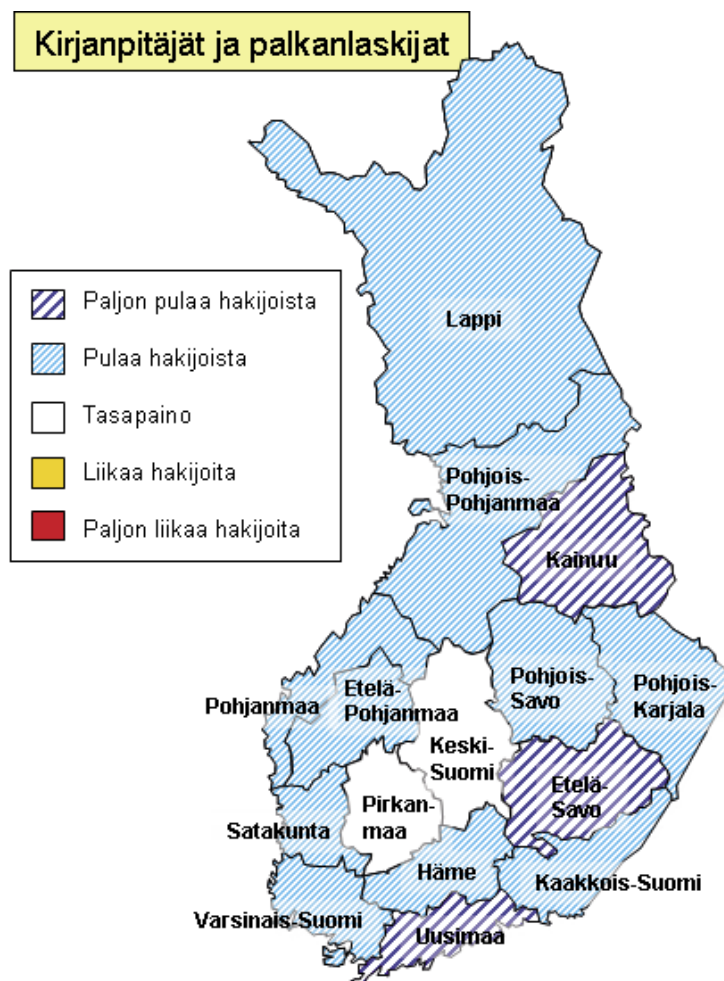 Kirjanpitäjät ja palkanlaskijat
Paljon pulaa hakijoista
Pulaa hakijoista
Tasapaino
Liikaa hakijoita
Paljon liikaa hakijoita
Lappi
Pohjois-
Pohjanmaa
Kainuu
Pohjanmaa
Etelä-
Pohjanmaa
Keski-
Suomi
Pohjois-
Savo
Pohjois-
Karjala
Etelä-
Savo
Pirkan-
maa
Satakunta
Häme
Kaakkois-Suomi
Varsinais-Suomi
Uusimaa